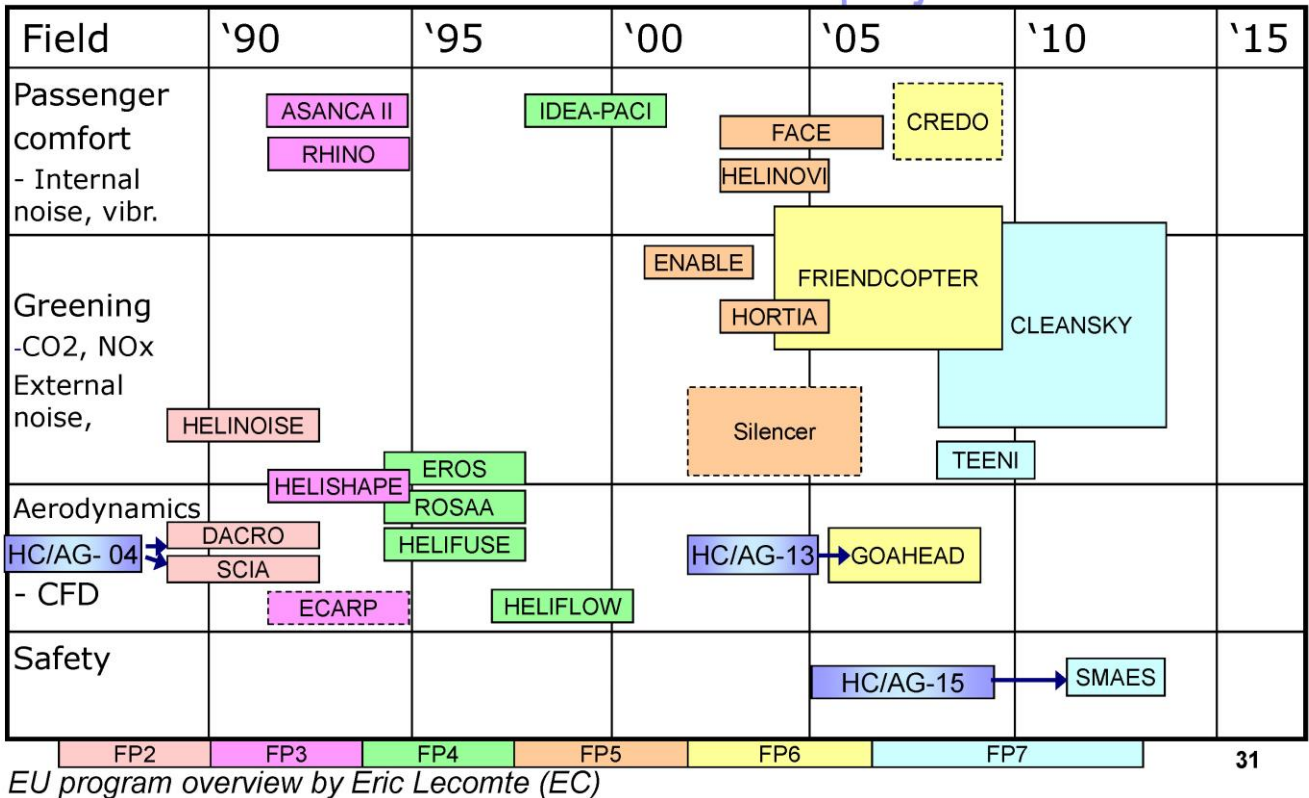 Field
‘90
‘95
‘00
‘05
‘10
‘15
Passenger
comfort
- Internal
noise, vibr.
ASANCA II
RHINO
IDEA-PACI
FACE
HELINOVI
CREDO
Greening
-CO2, NOx
External
noise,
ENABLE
HORTIA
FRIENDCOPTER
CLEANSKY
HELINOISE
Silencer
TEENI
EROS
HELISHAPE
Aerodynamics
ROSAA
HC/AG- 04
DACRO
SCIA
HELIFUSE
HC/AG-13
GOAHEAD
- CFD
ECARP
HELIFLOW
Safety
HC/AG-15
SMAES
FP2
FP3
FP4
FP5
FP6
FP7
31
EU program overview by Eric Lecomte (EC)